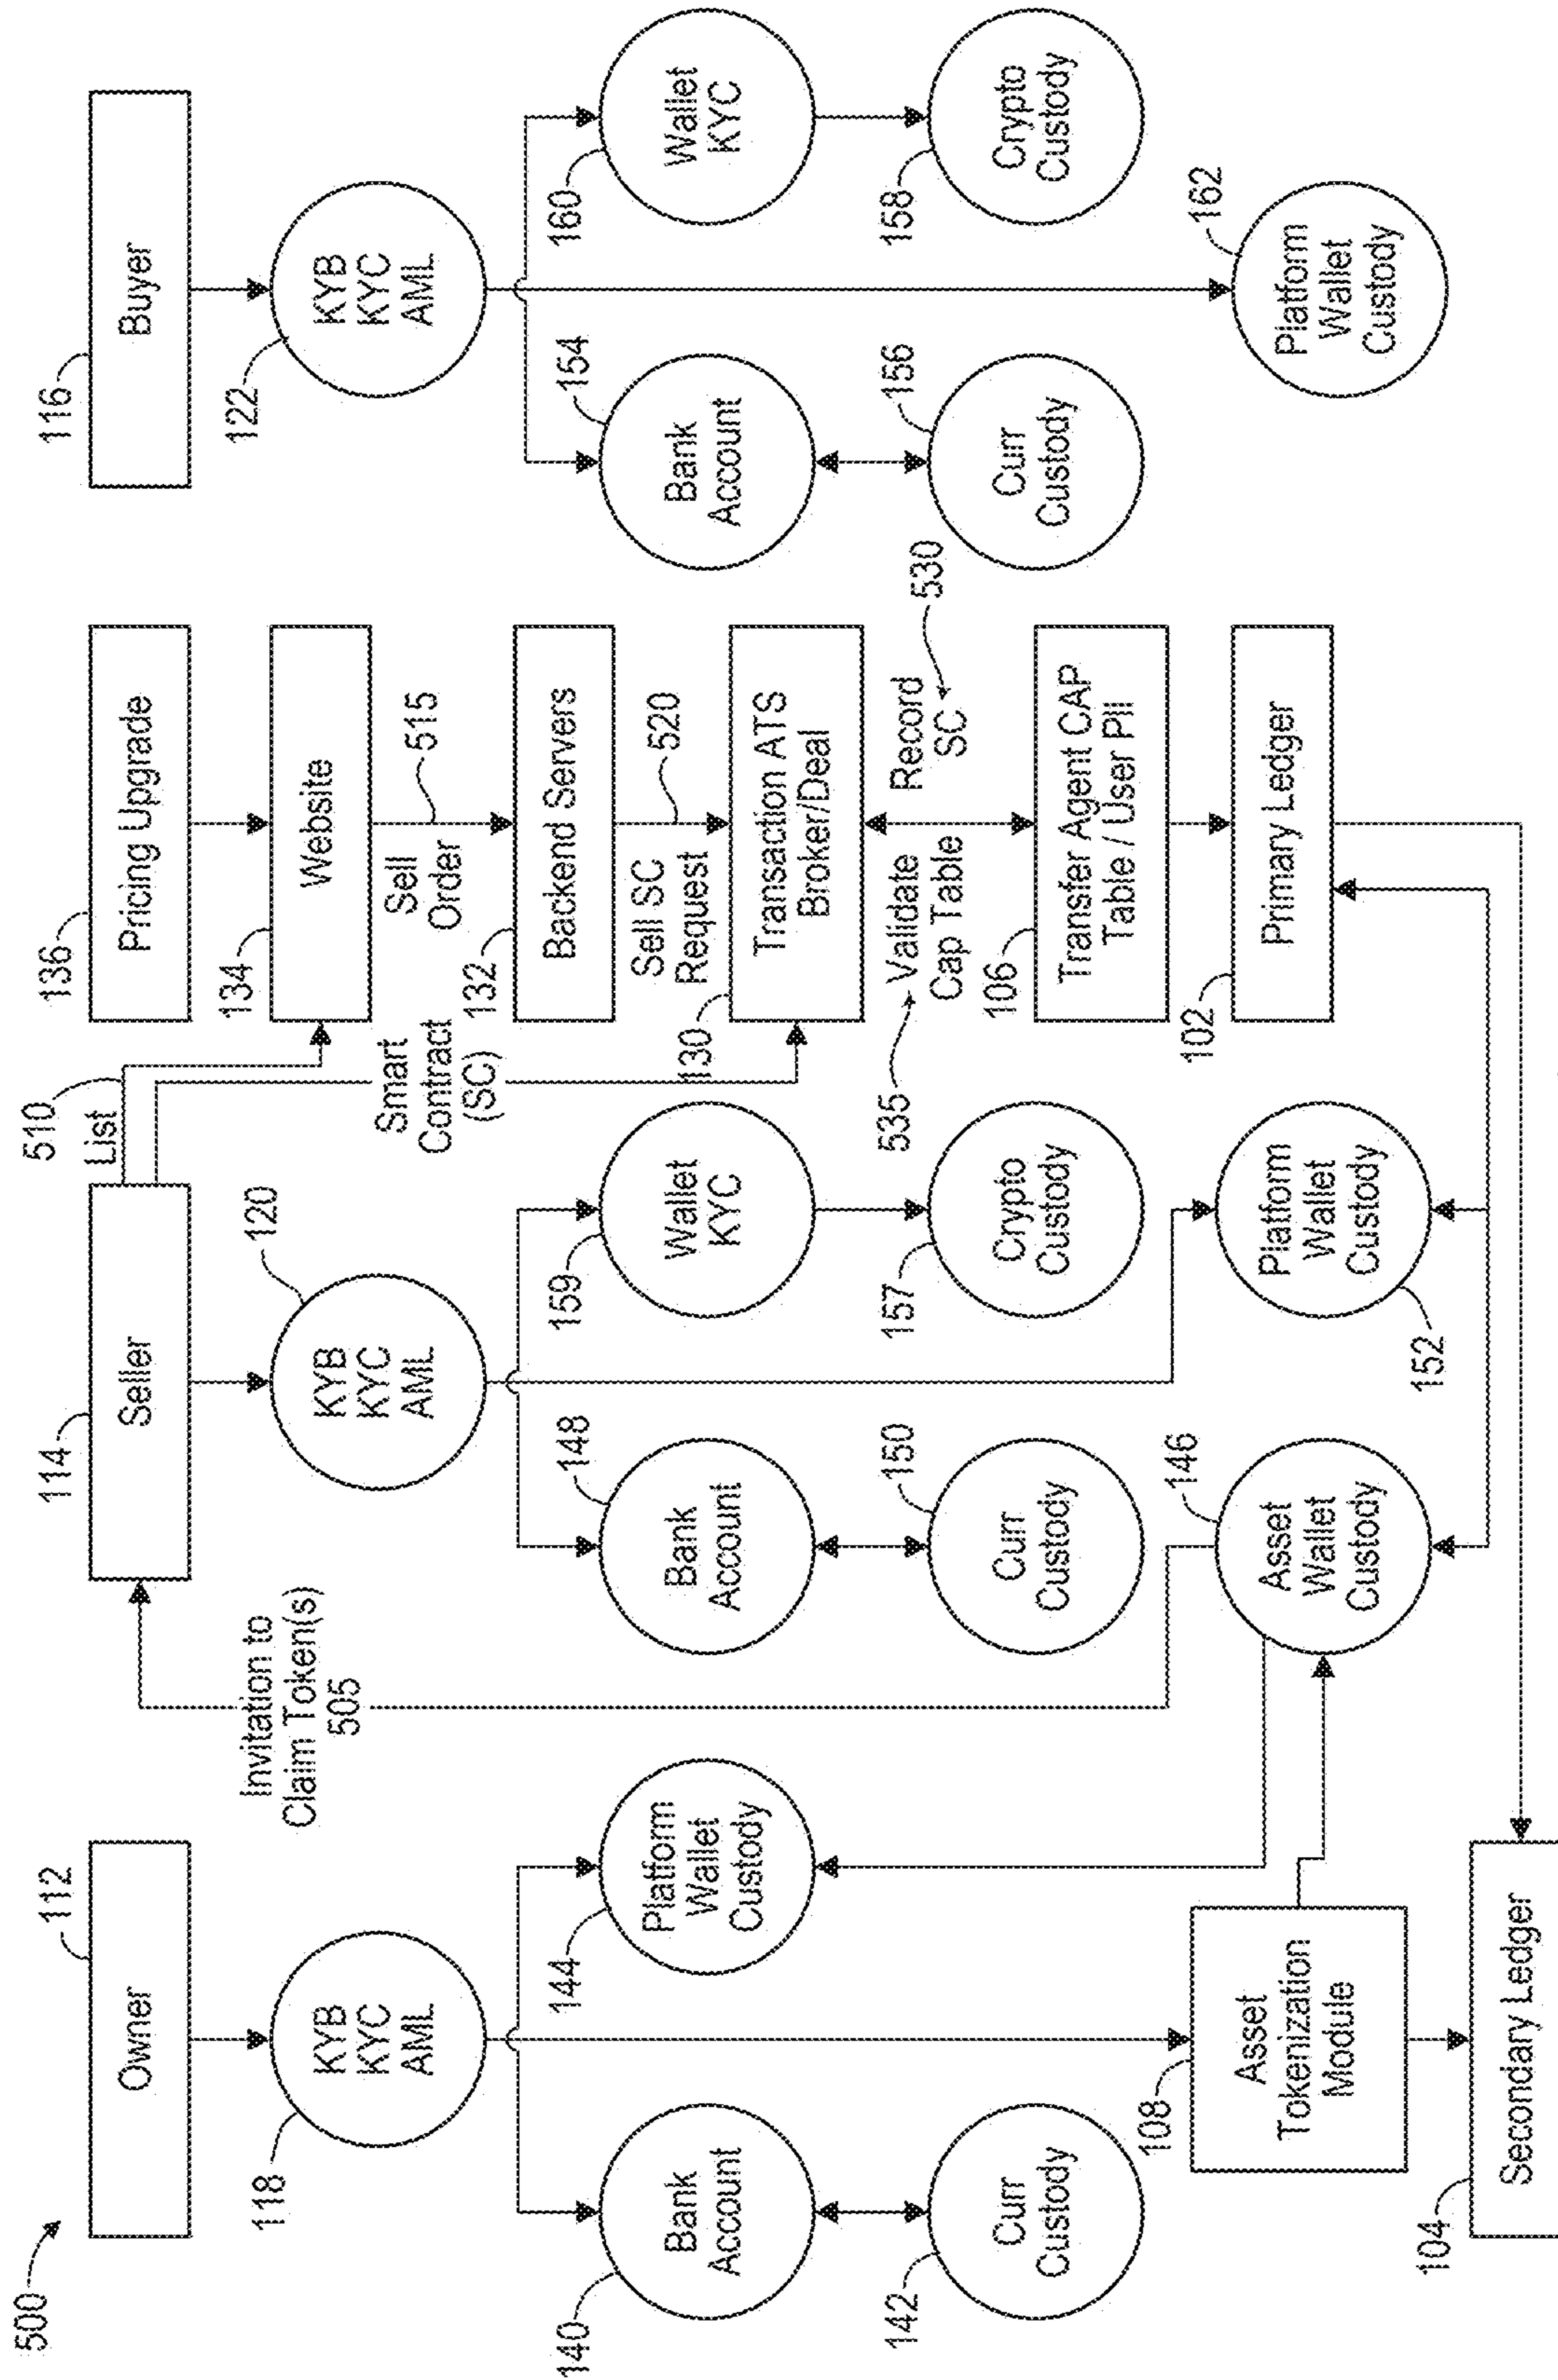 500
Owner
112
KYB
KYC
AML
118
Bank
Account
140
Curr
Custody
142
Platform
Wallet
Custody
144
Asset
Tokenization
Module
108
Secondary Ledger
104
Invitation to
Claim Token(s)
505
Seller
114
KYB
KYC
AML
120
Bank
Account
148
Curr
Custody
150
Asset
Wallet
Custody
146
Wallet
KYC
159
Crypto
Custody
157
Platform
Wallet
Custody
152
510
List
Smart
Contract
(SC)
Pricing Upgrade
136
Website
134
Sell
Order
515
Backend Servers
132
Sell SC
Request
520
Transaction ATS
Broker/Deal
130
535
Validate
Cap Table
Record
SC
530
Transfer Agent CAP
Table / User PII
106
Primary Ledger
102
Buyer
116
KYB
KYC
AML
122
Bank
Account
154
Curr
Custody
156
Wallet
KYC
160
Crypto
Custody
158
Platform
Wallet
Custody
162